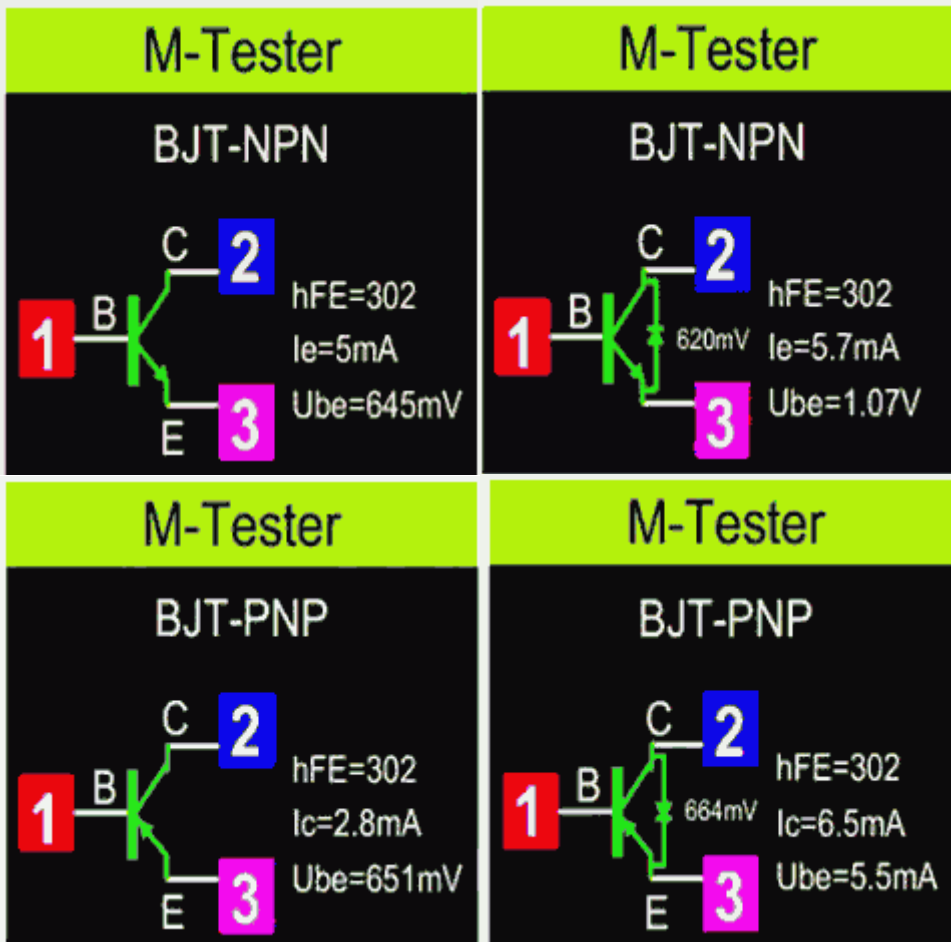 M-Tester
BJT-NPN
C
2
1
B
hFE=302
Ie=5mA
Ube=645mV
3
E
M-Tester
BJT-NPN
C
2
1
B
620mV
hFE=302
Ie=5.7mA
Ube=1.07V
3
M-Tester
BJT-PNP
C
2
1
B
hFE=302
Ic=2.8mA
Ube=651mV
3
E
M-Tester
BJT-PNP
C
2
1
B
664mV
hFE=302
Ic=6.5mA
Ube=5.5mA
3
E